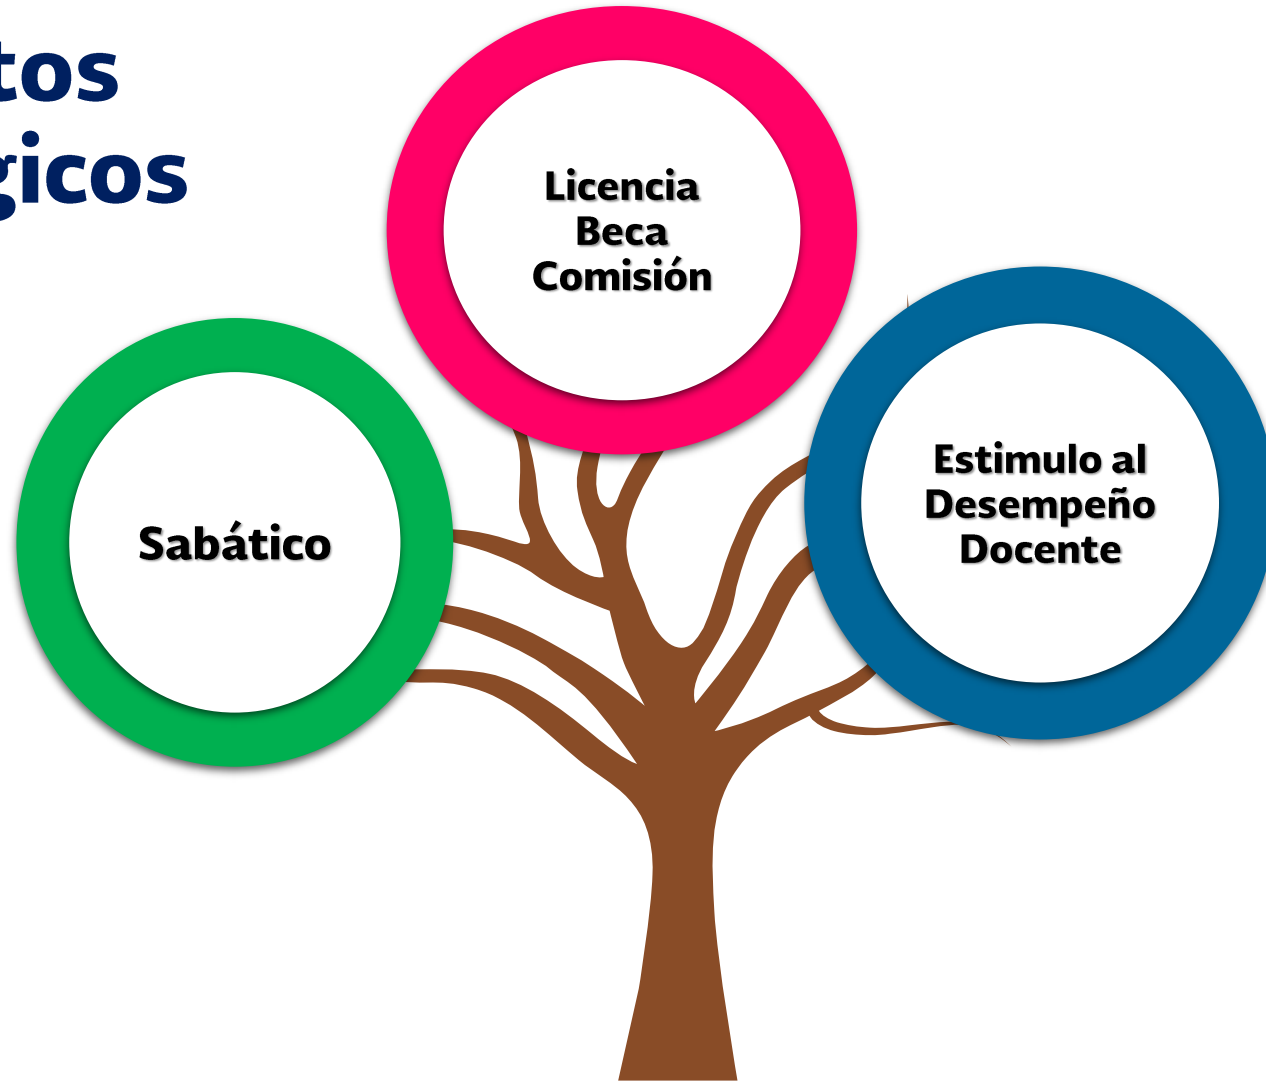 tos
gicos
Licencia
Beca
Comisión
Estimulo al
Desempeño
Docente
Sabático